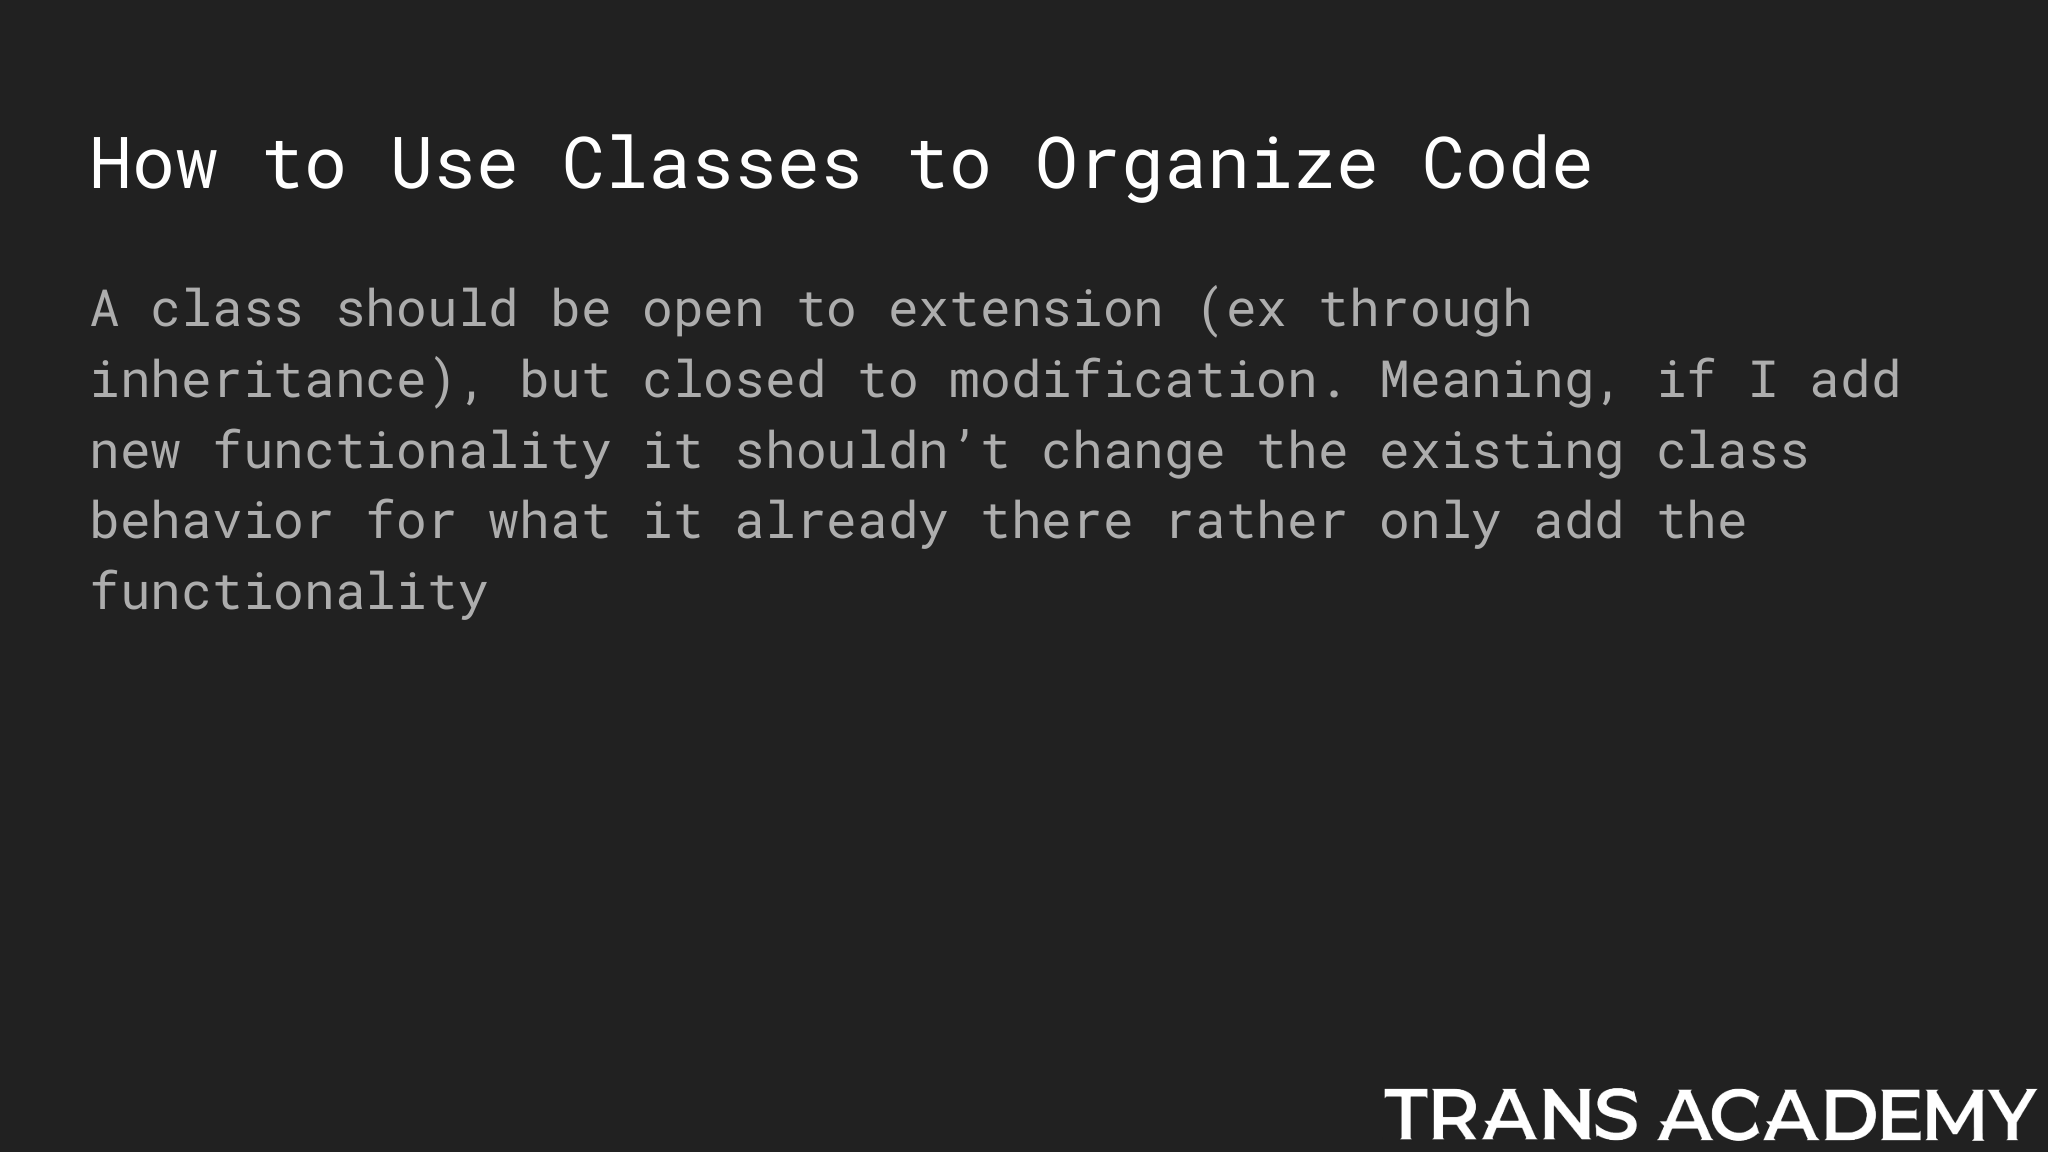 How to Use Classes to Organize Code
A class should be open to extension (ex through
inheritance), but closed to modification. Meaning, if I add
new functionality it shouldn’t change the existing class
behavior for what it already there rather only add the
functionality
TRANS ACADEMY